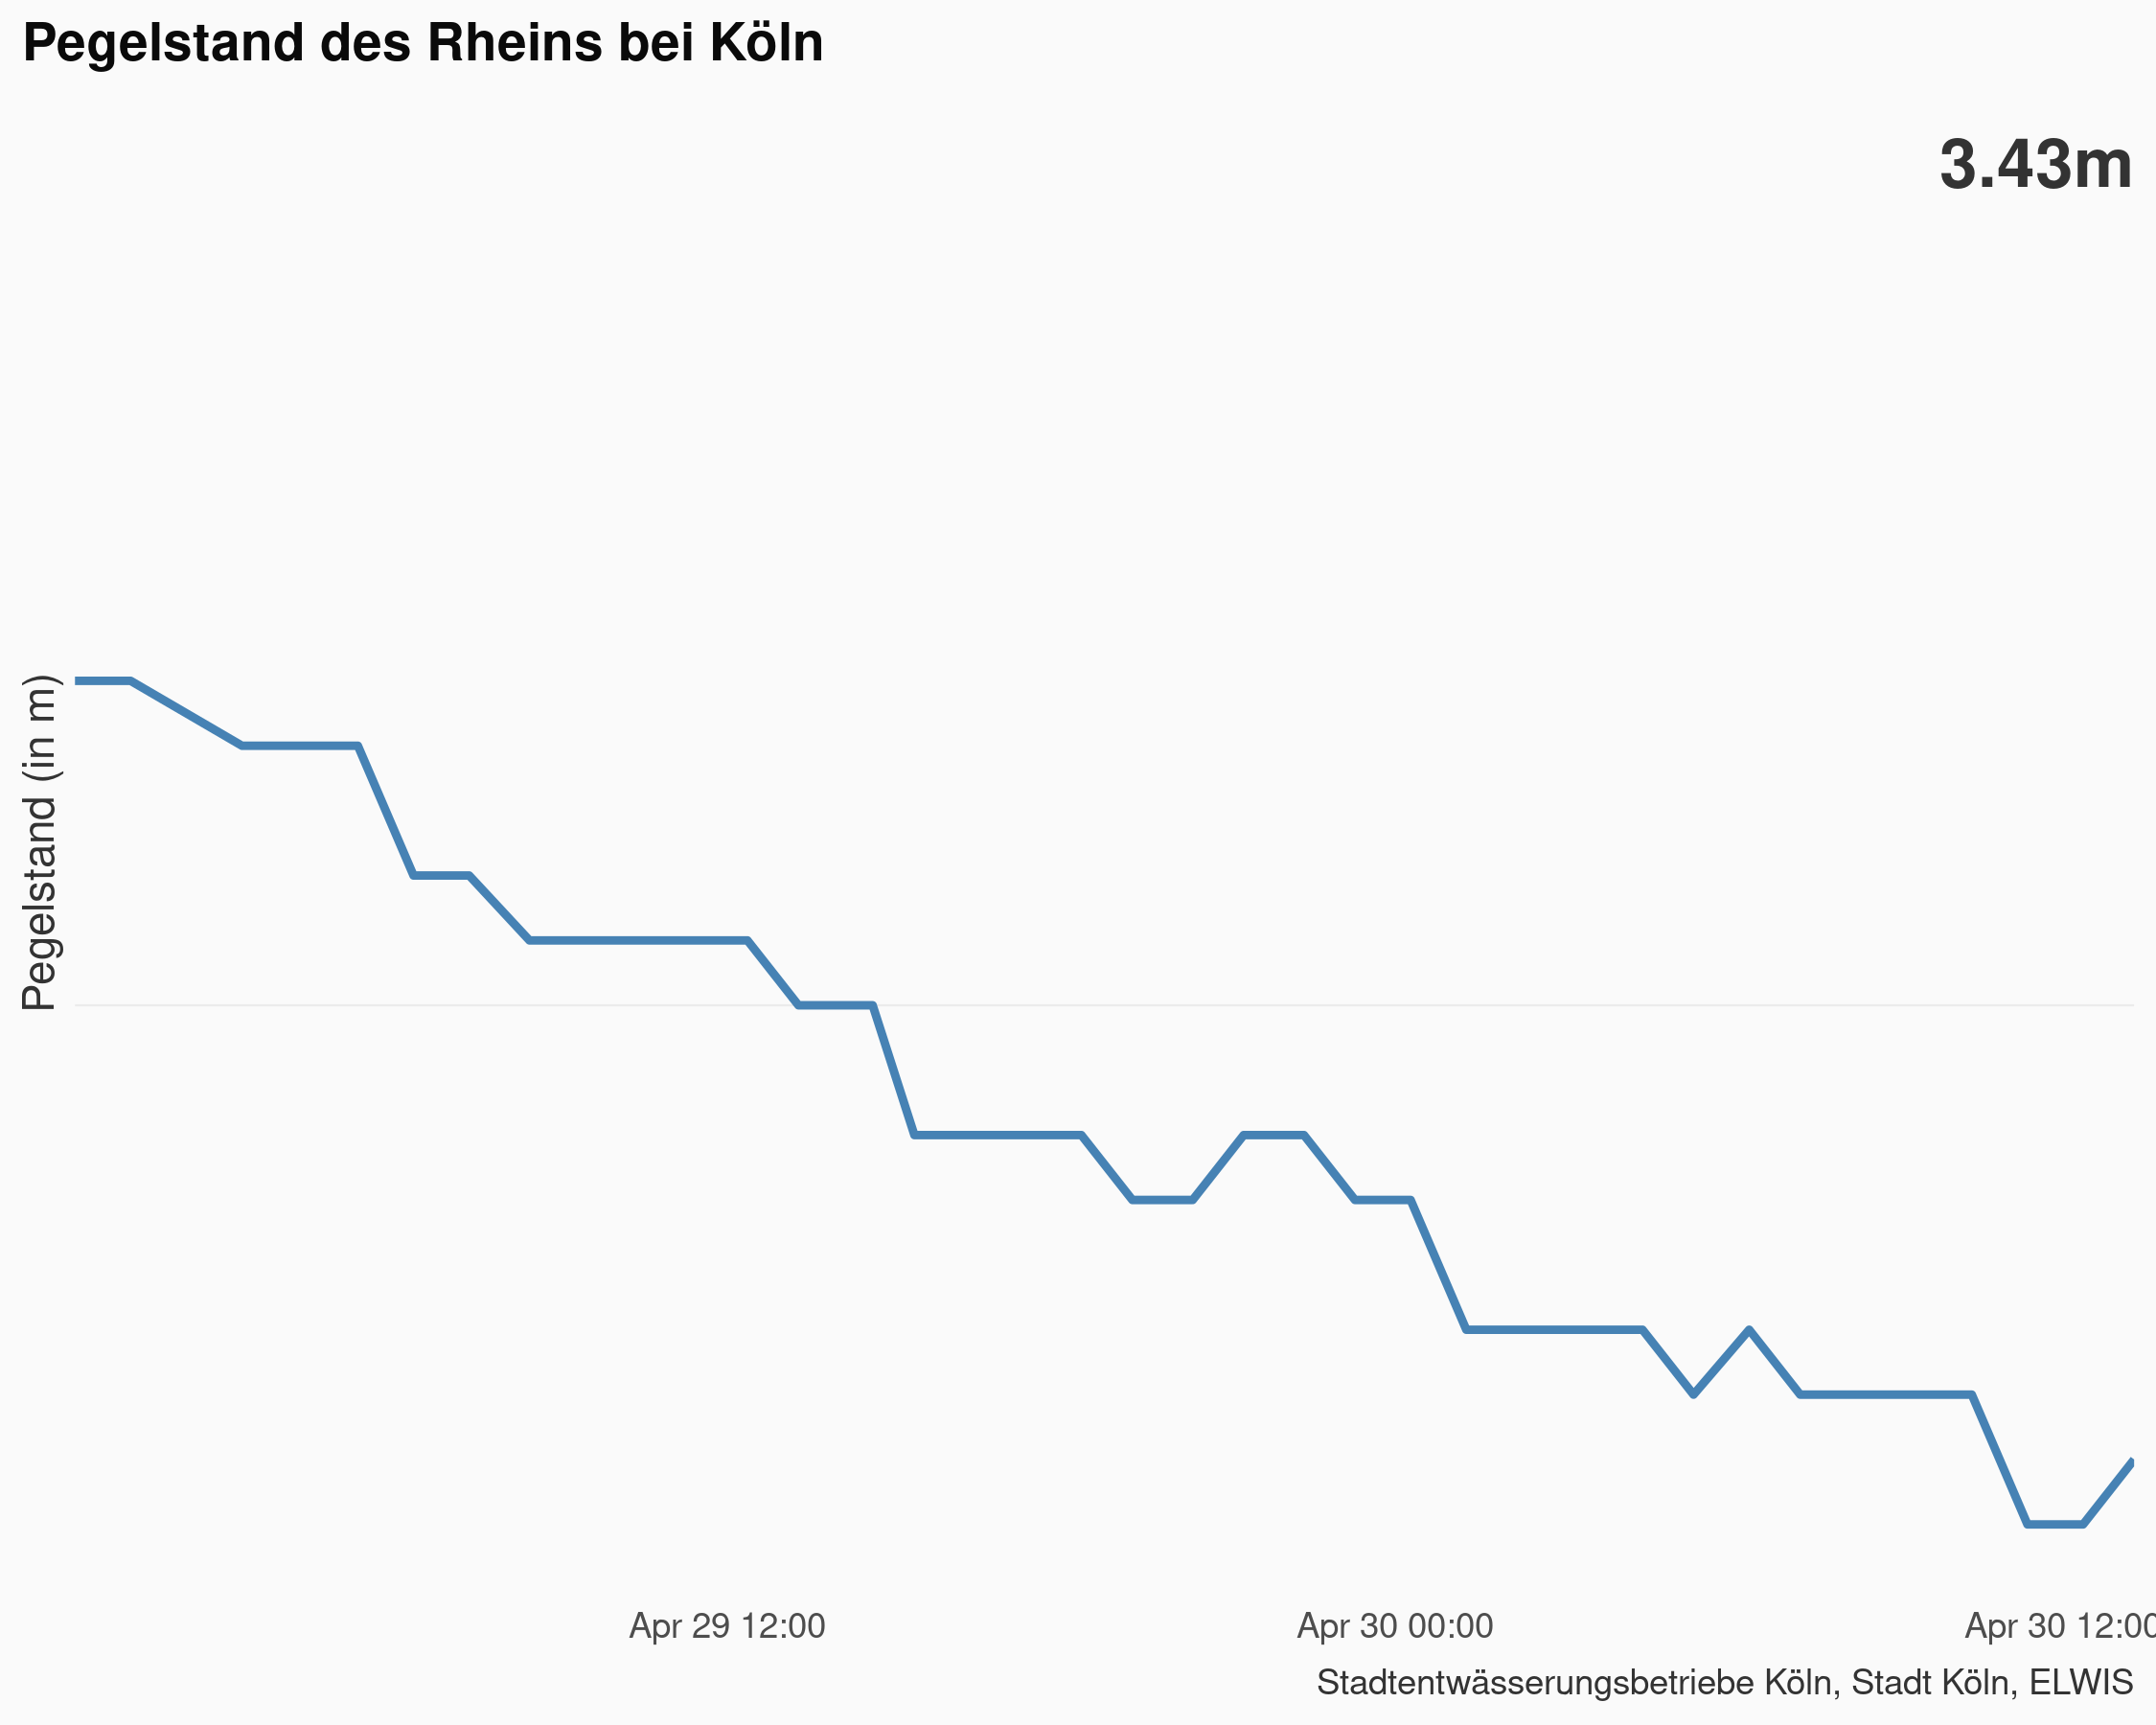 Pegelstand des Rheins bei Köln
3.43m
Pegelstand (in m)
Apr 29 12:00
Apr 30 00:00
Apr 30 12:00
Stadtentwässerungsbetriebe Köln, Stadt Köln, ELWIS